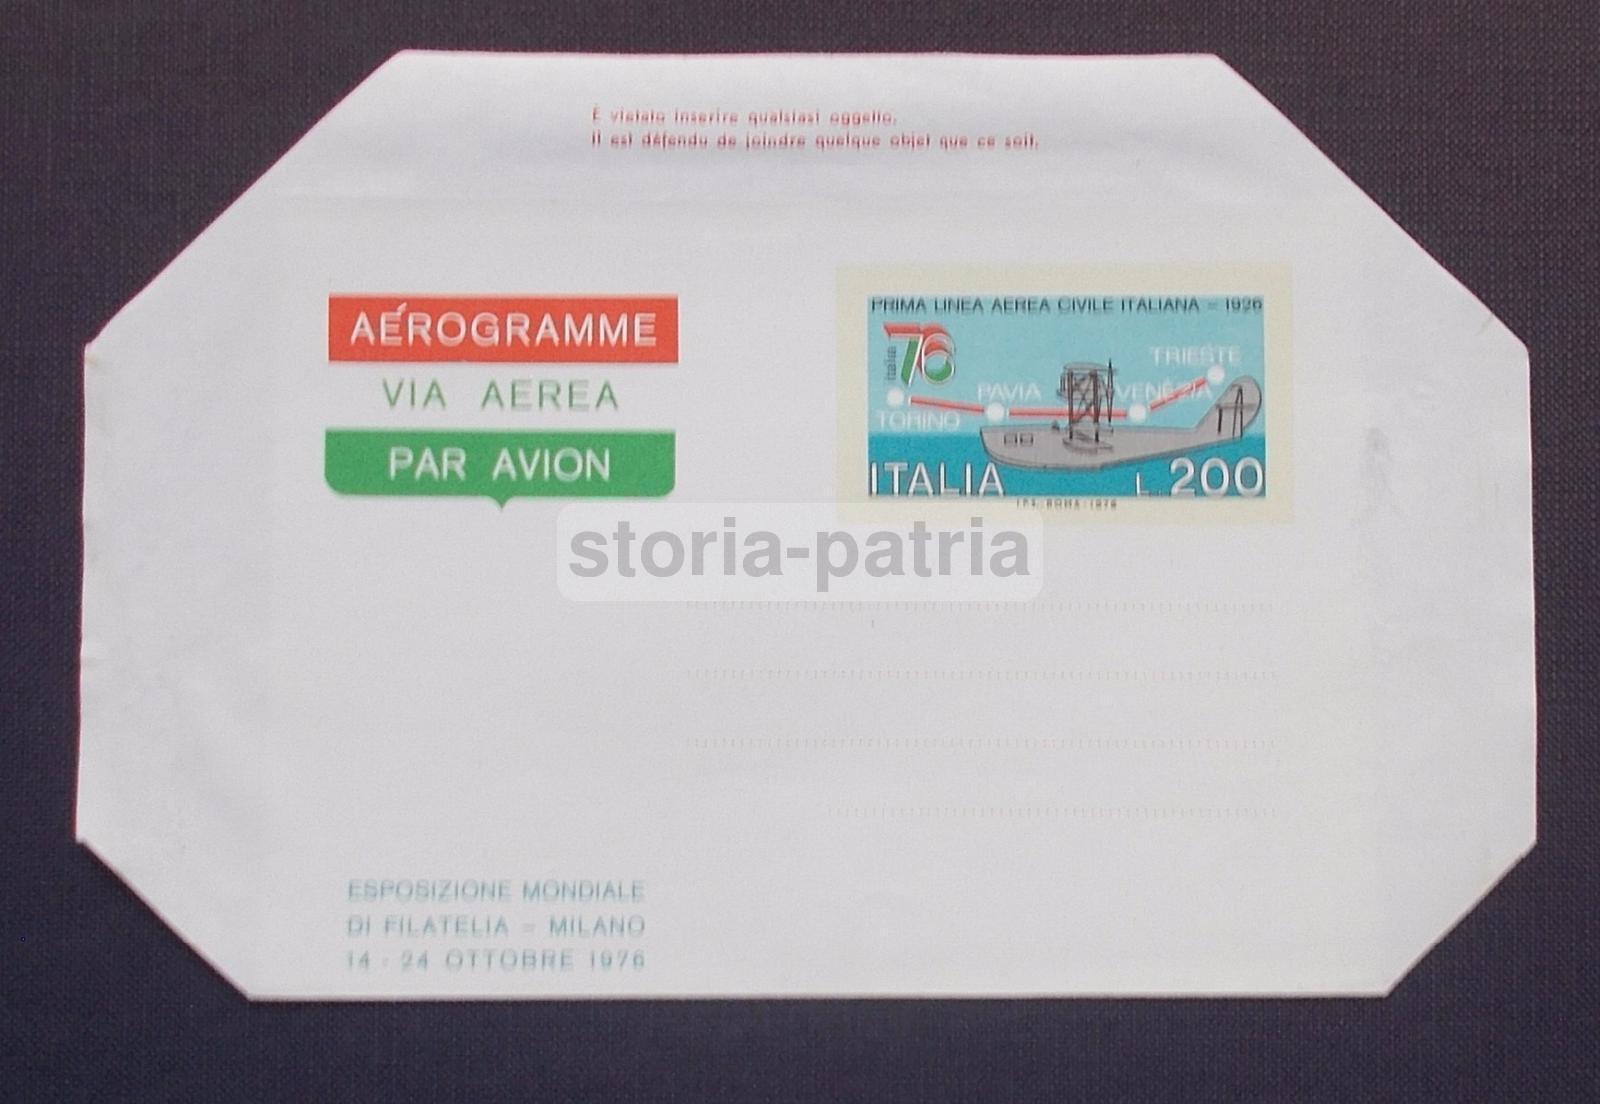 È vietato inserire qualsiasi oggetto.
Il est défendu de joindre quelque objet que ce soit.
AÉROGRAMME
VIA AEREA
PAR AVION
PRIMA LINEA AEREA CIVILE ITALIANA - 1926
italia 76
TRIESTE
PAVIA
VENEZIA
TORINO
ITALIA
L. 200
I.P.S. - ROMA - 1976
storia-patria
ESPOSIZIONE MONDIALE
DI FILATELIA - MILANO
14 - 24 OTTOBRE 1976